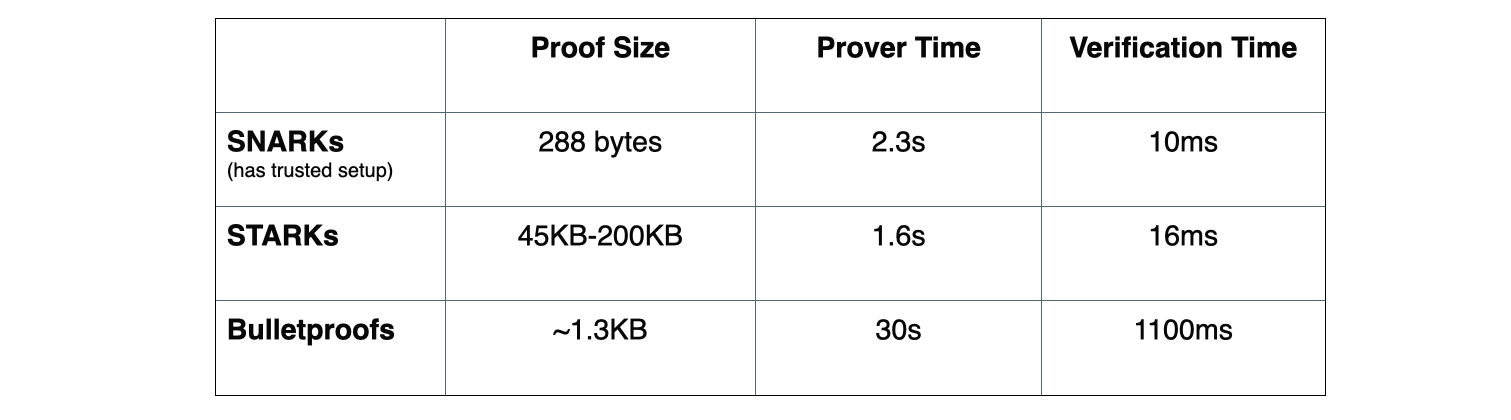 Proof Size Prover Time Verification Time
SNARKs 288 bytes 2.3s 10ms
(has trusted setup)
STARKs 45KB-200KB 1.6s 16ms
Bulletproofs ~1.3KB 30s 1100ms